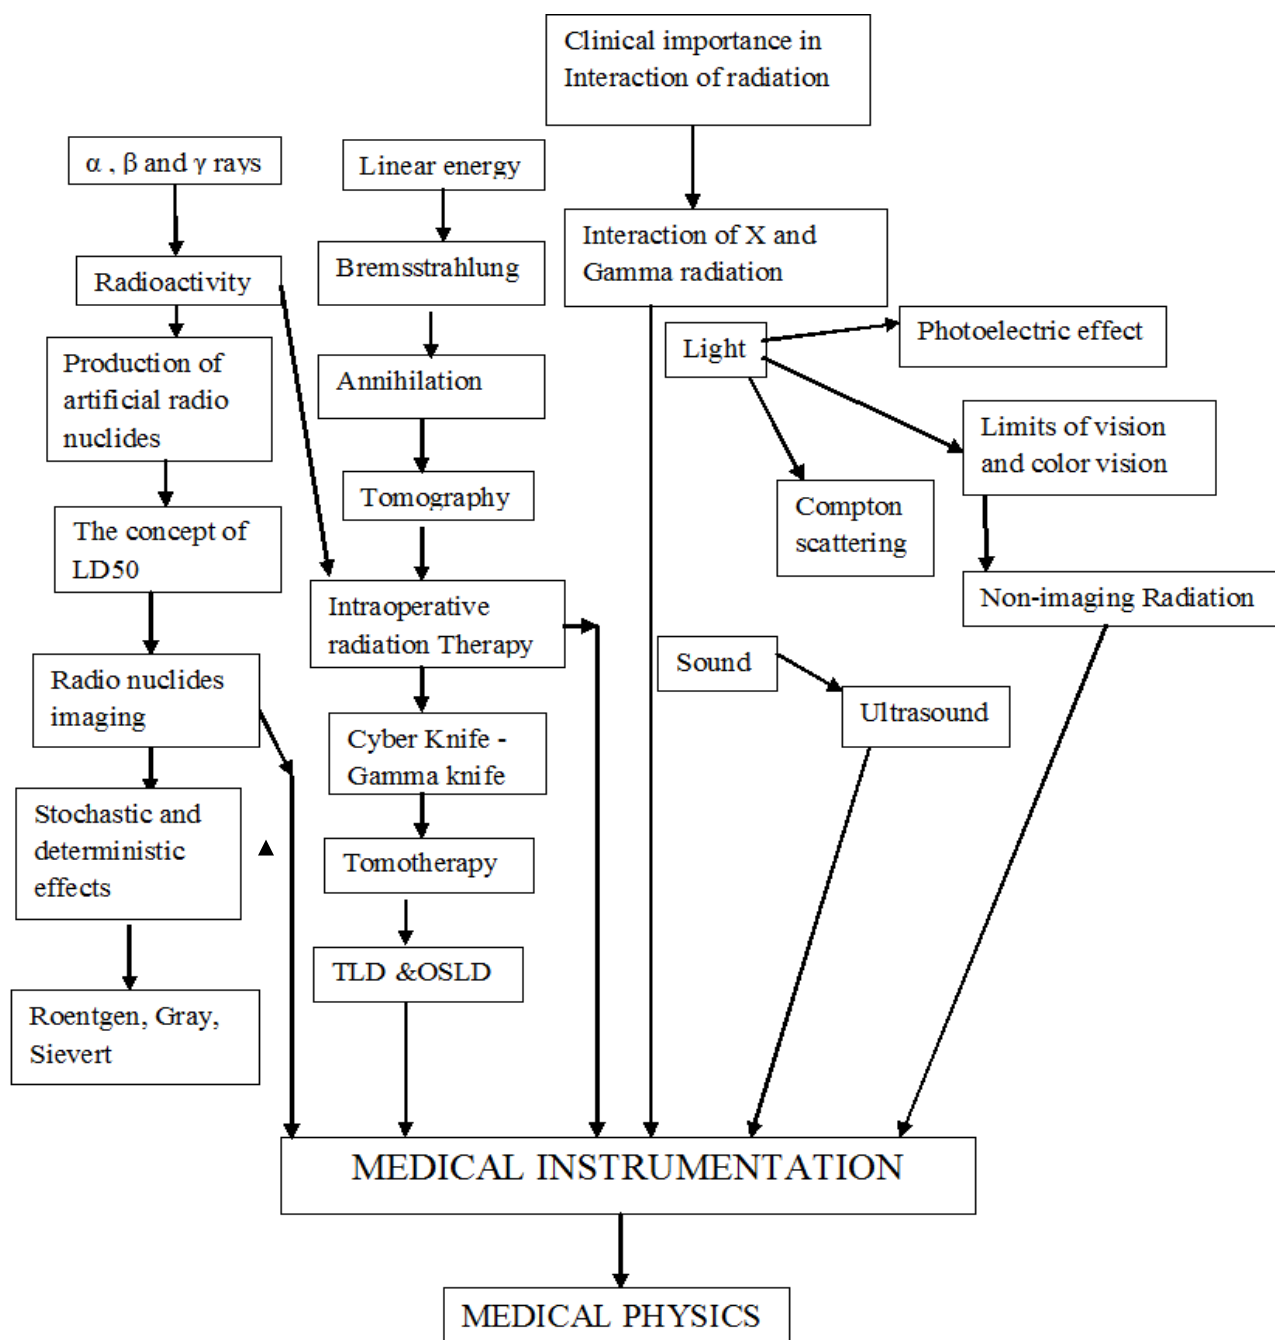 Clinical importance in
Interaction of radiation
α , β and γ rays
Linear energy
Interaction of X and
Gamma radiation
Radioactivity
Bremsstrahlung
Photoelectric effect
Light
Production of
artificial radio
nuclides
Annihilation
Limits of vision
and color vision
Tomography
Compton
scattering
The concept of
LD50
Non-imaging Radiation
Intraoperative
radiation Therapy
Sound
Radio nuclides
imaging
Ultrasound
Cyber Knife -
Gamma knife
Stochastic and
deterministic
effects
Tomotherapy
TLD &OSLD
Roentgen, Gray,
Sievert
MEDICAL INSTRUMENTATION
MEDICAL PHYSICS